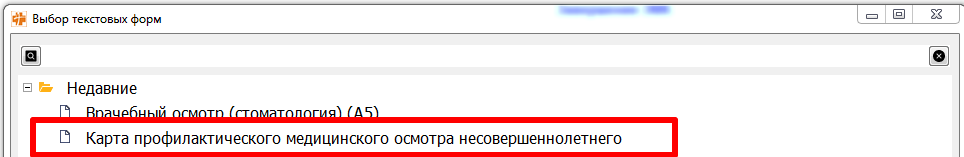 Выбор текстовых форм
Недавние
Врачебный осмотр (стоматология) (А5)
Карта профилактического медицинского осмотра несовершеннолетнего